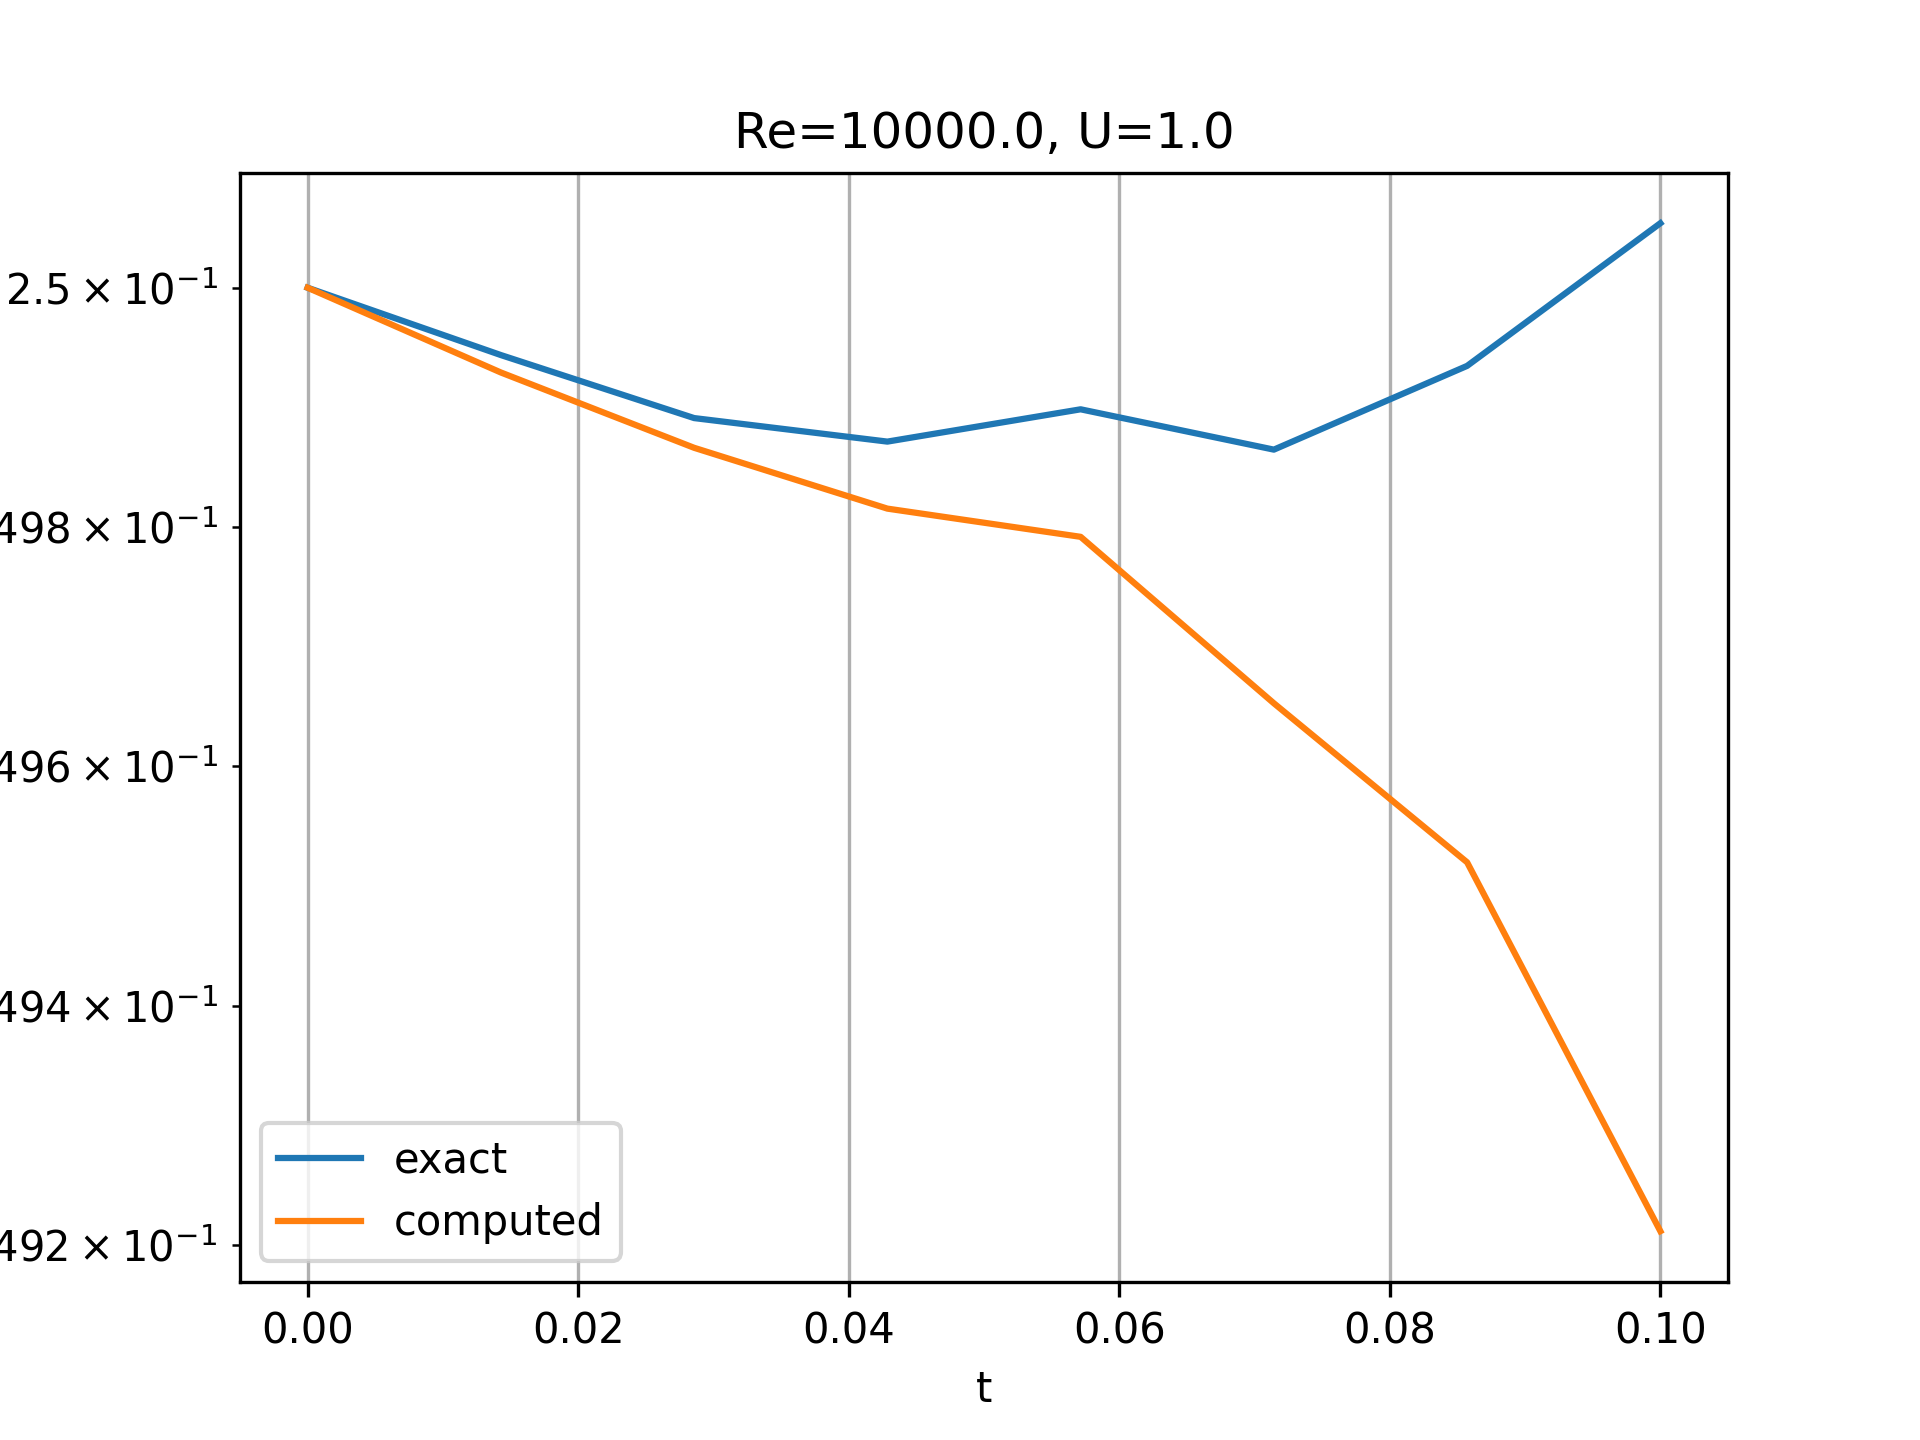 Re=10000.0, U=1.0
2.5 × 10⁻¹
498 × 10⁻¹
496 × 10⁻¹
494 × 10⁻¹
492 × 10⁻¹
exact
computed
0.00 0.02 0.04 0.06 0.08 0.10
t